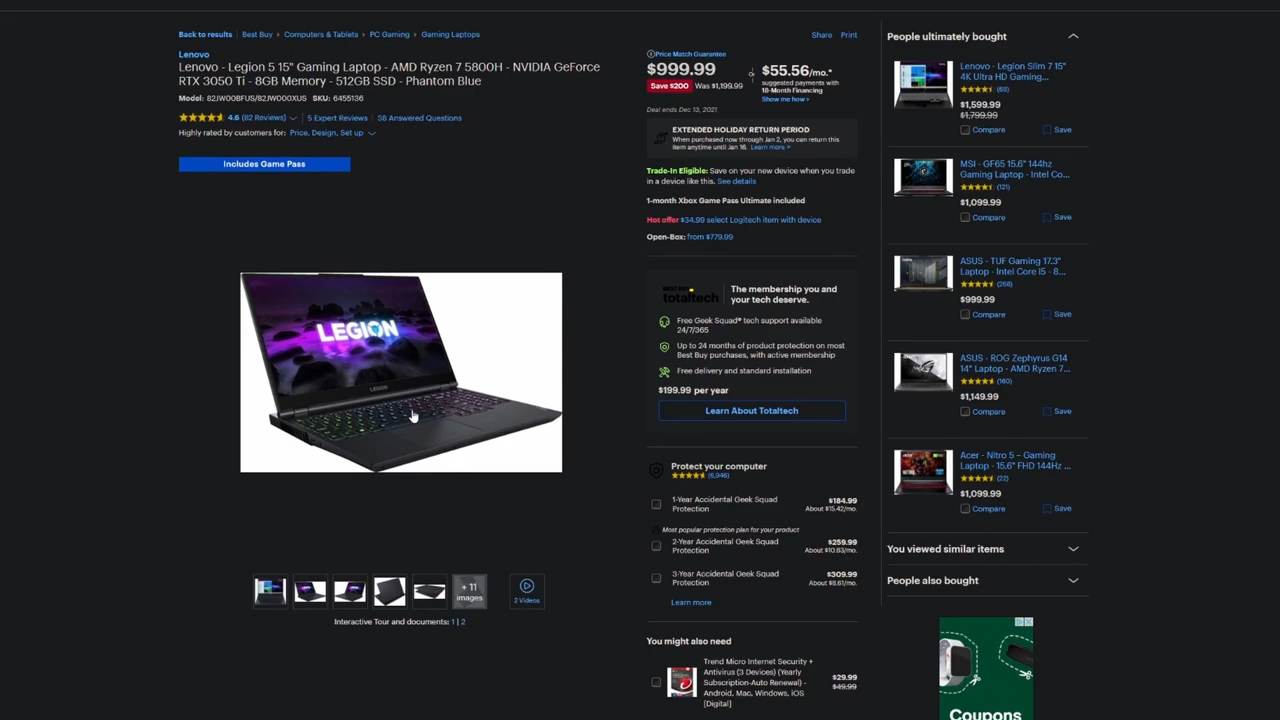 Back to results
Best Buy › Computers & Tablets › PC Gaming › Gaming Laptops
Share
Print
Lenovo
Lenovo - Legion 5 15" Gaming Laptop - AMD Ryzen 7 5800H - NVIDIA GeForce
RTX 3050 Ti - 8GB Memory - 512GB SSD - Phantom Blue
Model: 82JW00BFUS/82JW000XUS SKU: 6455136
4.6 (82 Reviews)
5 Expert Reviews
38 Answered Questions
Highly rated by customers for: Price, Design, Set up
Includes Game Pass
LEGION
LEGION
+ 11
images
2 Videos
Interactive Tour and documents: 1 | 2
Price Match Guarantee
$999.99
Save $200
Was $1,199.99
or
$55.56/mo.*
suggested payments with
18-Month Financing
Show me how >
Deal ends Dec 13, 2021
EXTENDED HOLIDAY RETURN PERIOD
When purchased now through Jan 2, you can return this
item anytime until Jan 16. Learn more >
Trade-In Eligible: Save on your new device when you trade
in a device like this. See details
1-month Xbox Game Pass Ultimate included
Hot offer $34.99 select Logitech item with device
Open-Box: from $779.99
BEST BUY
totaltech
The membership you and
your tech deserve.
Free Geek Squad® tech support available
24/7/365
Up to 24 months of product protection on most
Best Buy purchases, with active membership
Free delivery and standard installation
$199.99 per year
Learn About Totaltech
Protect your computer
(6,946)
1-Year Accidental Geek Squad
Protection
$184.99
About $15.42/mo.
Most popular protection plan for your product
2-Year Accidental Geek Squad
Protection
$259.99
About $10.83/mo.
3-Year Accidental Geek Squad
Protection
$309.99
About $8.61/mo.
Learn more
You might also need
Trend Micro Internet Security +
Antivirus (3 Devices) (Yearly
Subscription-Auto Renewal) -
Android, Mac, Windows, iOS
[Digital]
$29.99
$49.99
People ultimately bought
Lenovo - Legion Slim 7 15"
4K Ultra HD Gaming...
(68)
$1,599.99
$1,799.99
Compare
Save
MSI - GF65 15.6" 144hz
Gaming Laptop - Intel Co...
(121)
$1,099.99
Compare
Save
ASUS - TUF Gaming 17.3"
Laptop - Intel Core i5 - 8...
(268)
$999.99
Compare
Save
ASUS - ROG Zephyrus G14
14" Laptop - AMD Ryzen 7...
(160)
$1,149.99
Compare
Save
Acer - Nitro 5 – Gaming
Laptop - 15.6" FHD 144Hz ...
(22)
$1,099.99
Compare
Save
You viewed similar items
People also bought
Coupons